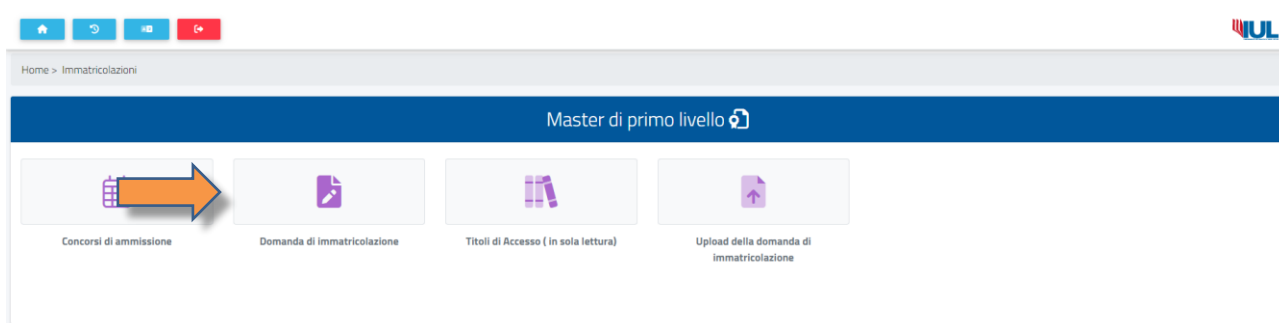 IUL
Home > Immatricolazioni
Master di primo livello
Concorsi di ammissione
Domanda di immatricolazione
Titoli di Accesso ( in sola lettura)
Upload della domanda di
immatricolazione